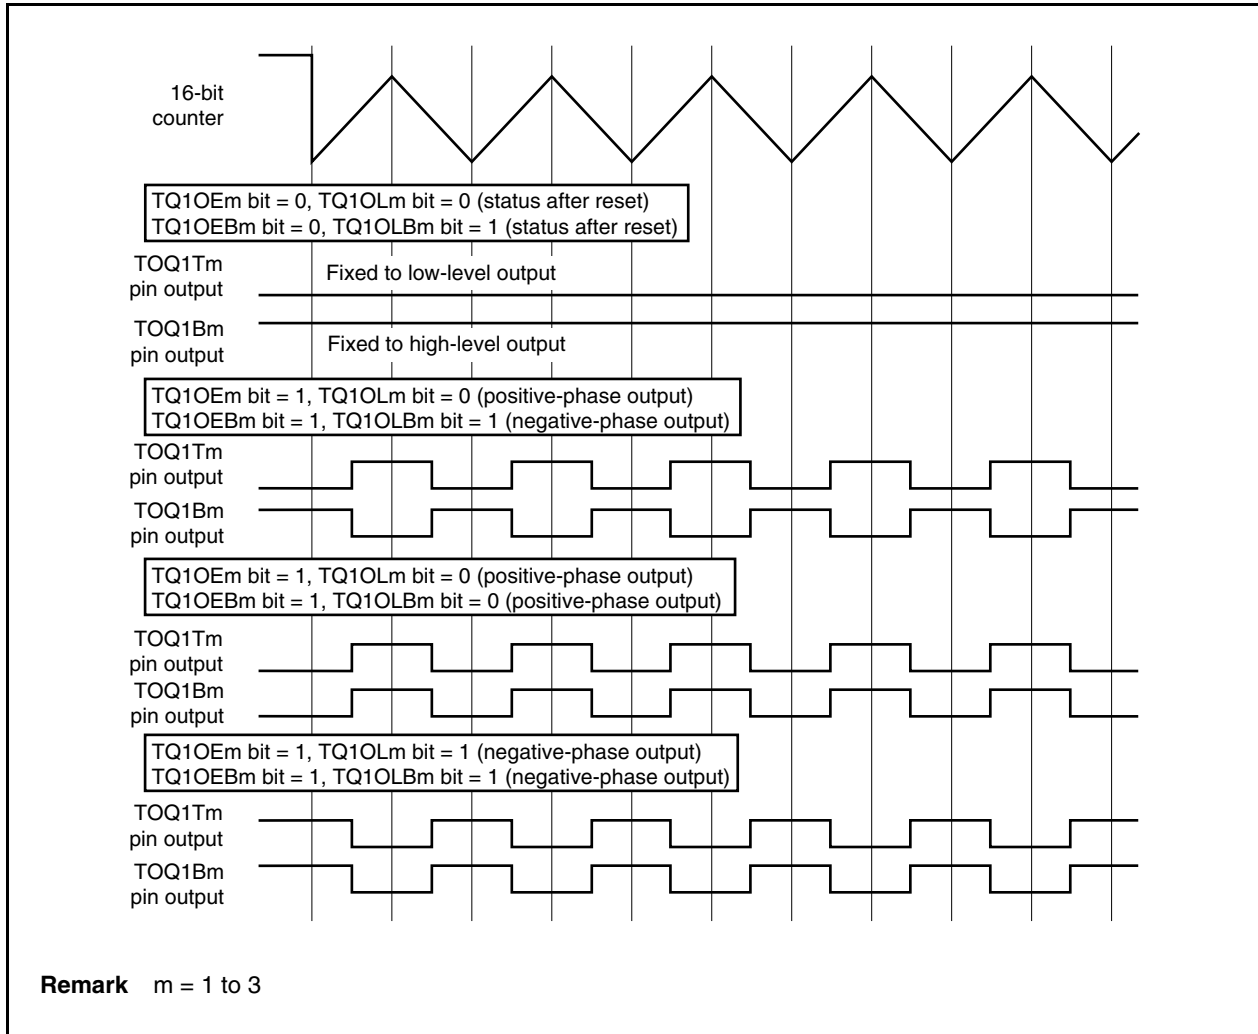 16-bit
counter
TQ1OEm bit = 0, TQ1OLm bit = 0 (status after reset)
TQ1OEBm bit = 0, TQ1OLBm bit = 1 (status after reset)
TOQ1Tm
pin output
Fixed to low-level output
TOQ1Bm
pin output
Fixed to high-level output
TQ1OEm bit = 1, TQ1OLm bit = 0 (positive-phase output)
TQ1OEBm bit = 1, TQ1OLBm bit = 1 (negative-phase output)
TOQ1Tm
pin output
TOQ1Bm
pin output
TQ1OEm bit = 1, TQ1OLm bit = 0 (positive-phase output)
TQ1OEBm bit = 1, TQ1OLBm bit = 0 (positive-phase output)
TOQ1Tm
pin output
TOQ1Bm
pin output
TQ1OEm bit = 1, TQ1OLm bit = 1 (negative-phase output)
TQ1OEBm bit = 1, TQ1OLBm bit = 1 (negative-phase output)
TOQ1Tm
pin output
TOQ1Bm
pin output
Remark m = 1 to 3